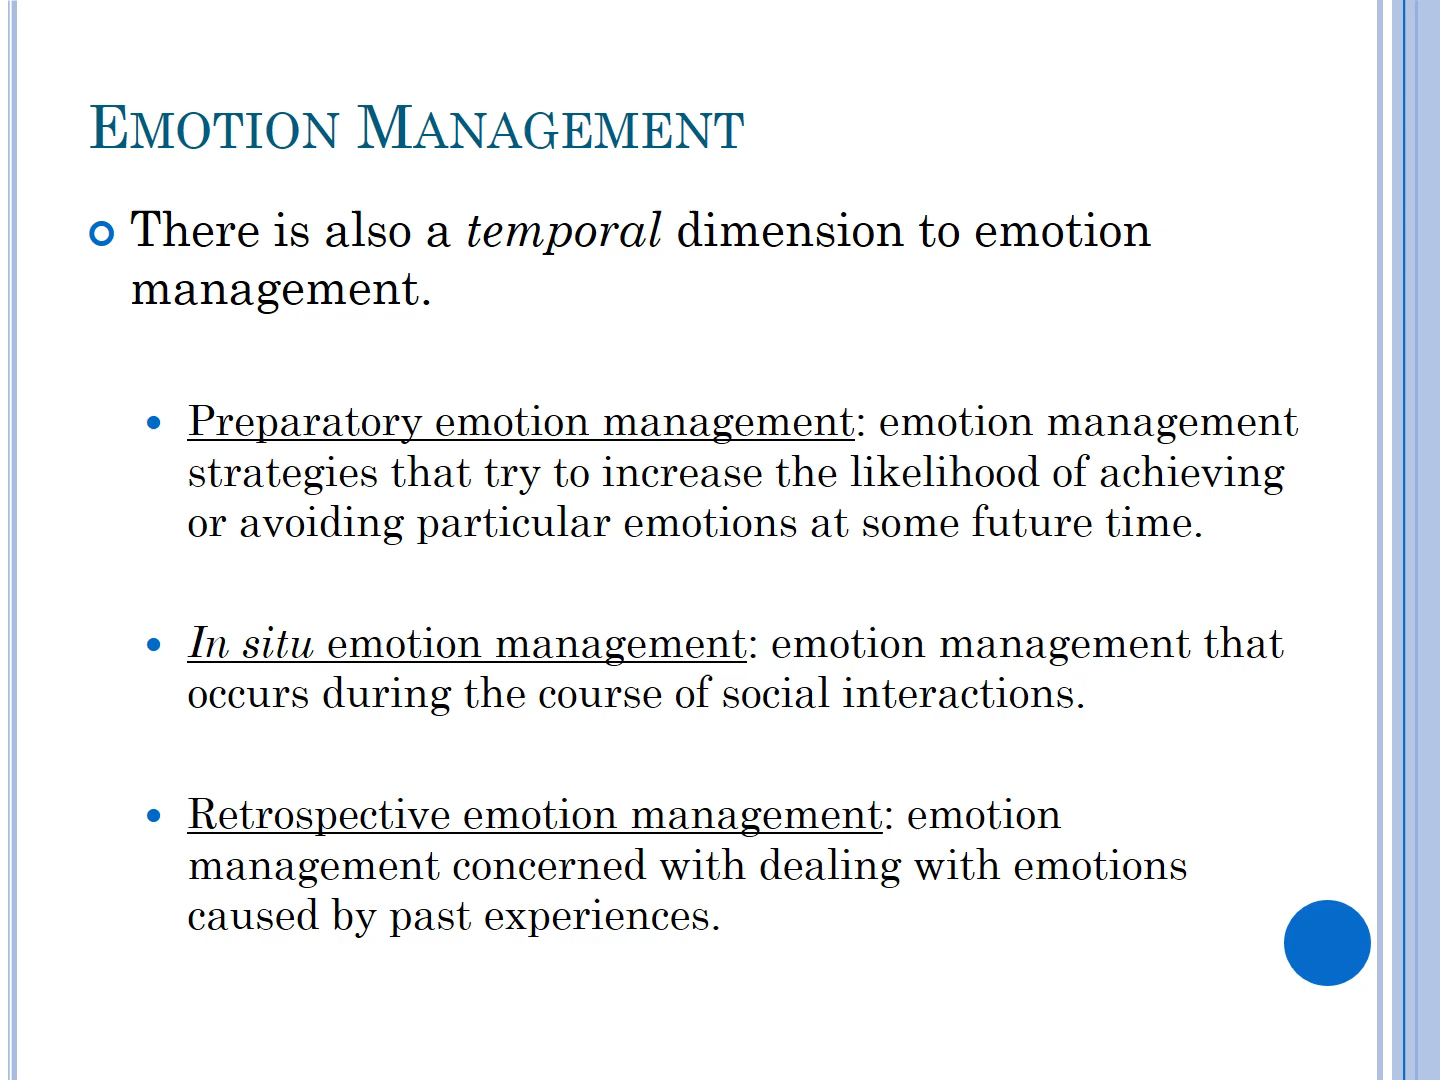 EMOTION MANAGEMENT
There is also a temporal dimension to emotion
management.
Preparatory emotion management: emotion management
strategies that try to increase the likelihood of achieving
or avoiding particular emotions at some future time.
In situ emotion management: emotion management that
occurs during the course of social interactions.
Retrospective emotion management: emotion
management concerned with dealing with emotions
caused by past experiences.